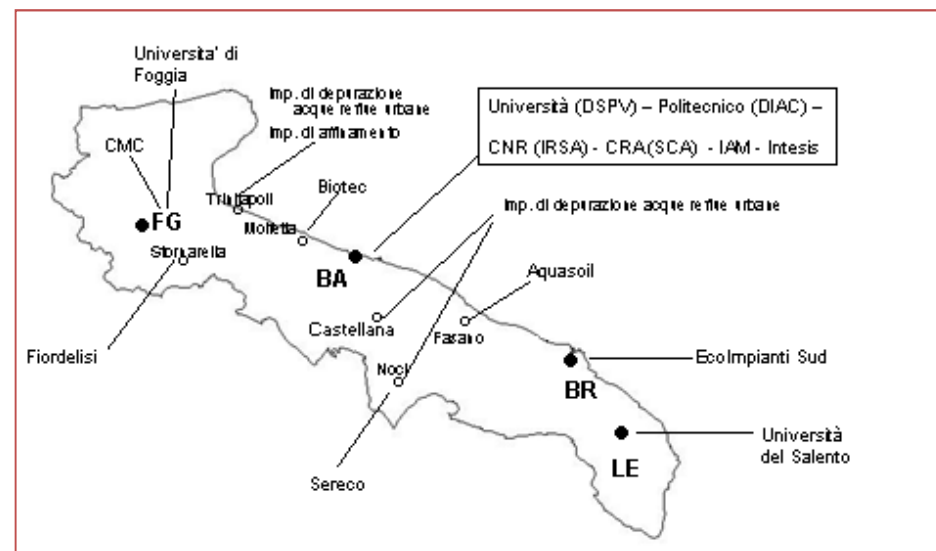 Universita' di
Foggia
Imp. di depurazione
acque reflue urbane
Imp. di affinamento
Università (DSPV) – Politecnico (DIAC) –
CNR (IRSA) - CRA(SCA) - IAM - Intesis
CMC
Biotec
Trinitapoli
Imp. di depurazione acque reflue urbane
FG
Molfetta
Stornarella
BA
Aquasoil
Castellana
Fasano
Fiordelisi
Noci
EcoImpianti Sud
BR
Università
del Salento
LE
Sereco